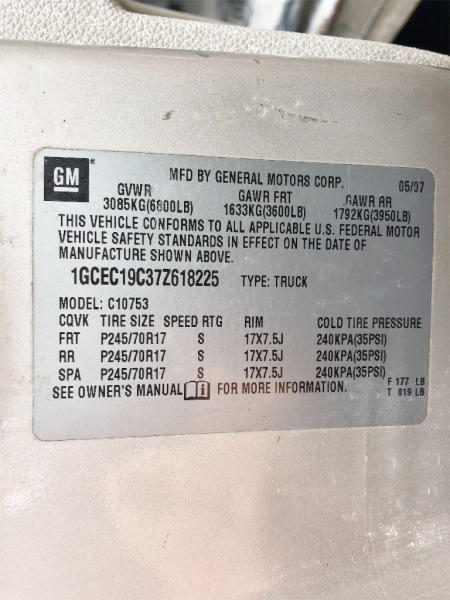 GM
MFD BY GENERAL MOTORS CORP. 05/07
GVWR GAWR FRT GAWR RR
3085KG(6800LB) 1633KG(3600LB) 1792KG(3950LB)
THIS VEHICLE CONFORMS TO ALL APPLICABLE U.S. FEDERAL MOTOR
VEHICLE SAFETY STANDARDS IN EFFECT ON THE DATE OF
MANUFACTURE SHOWN ABOVE.
1GCEC19C37Z618225 TYPE: TRUCK
MODEL: C10753
CQVK TIRE SIZE SPEED RTG RIM COLD TIRE PRESSURE
FRT P245/70R17 S 17X7.5J 240KPA(35PSI)
RR P245/70R17 S 17X7.5J 240KPA(35PSI)
SPA P245/70R17 S 17X7.5J 240KPA(35PSI)
SEE OWNER'S MANUAL FOR MORE INFORMATION.
F 177 LB
T 819 LB